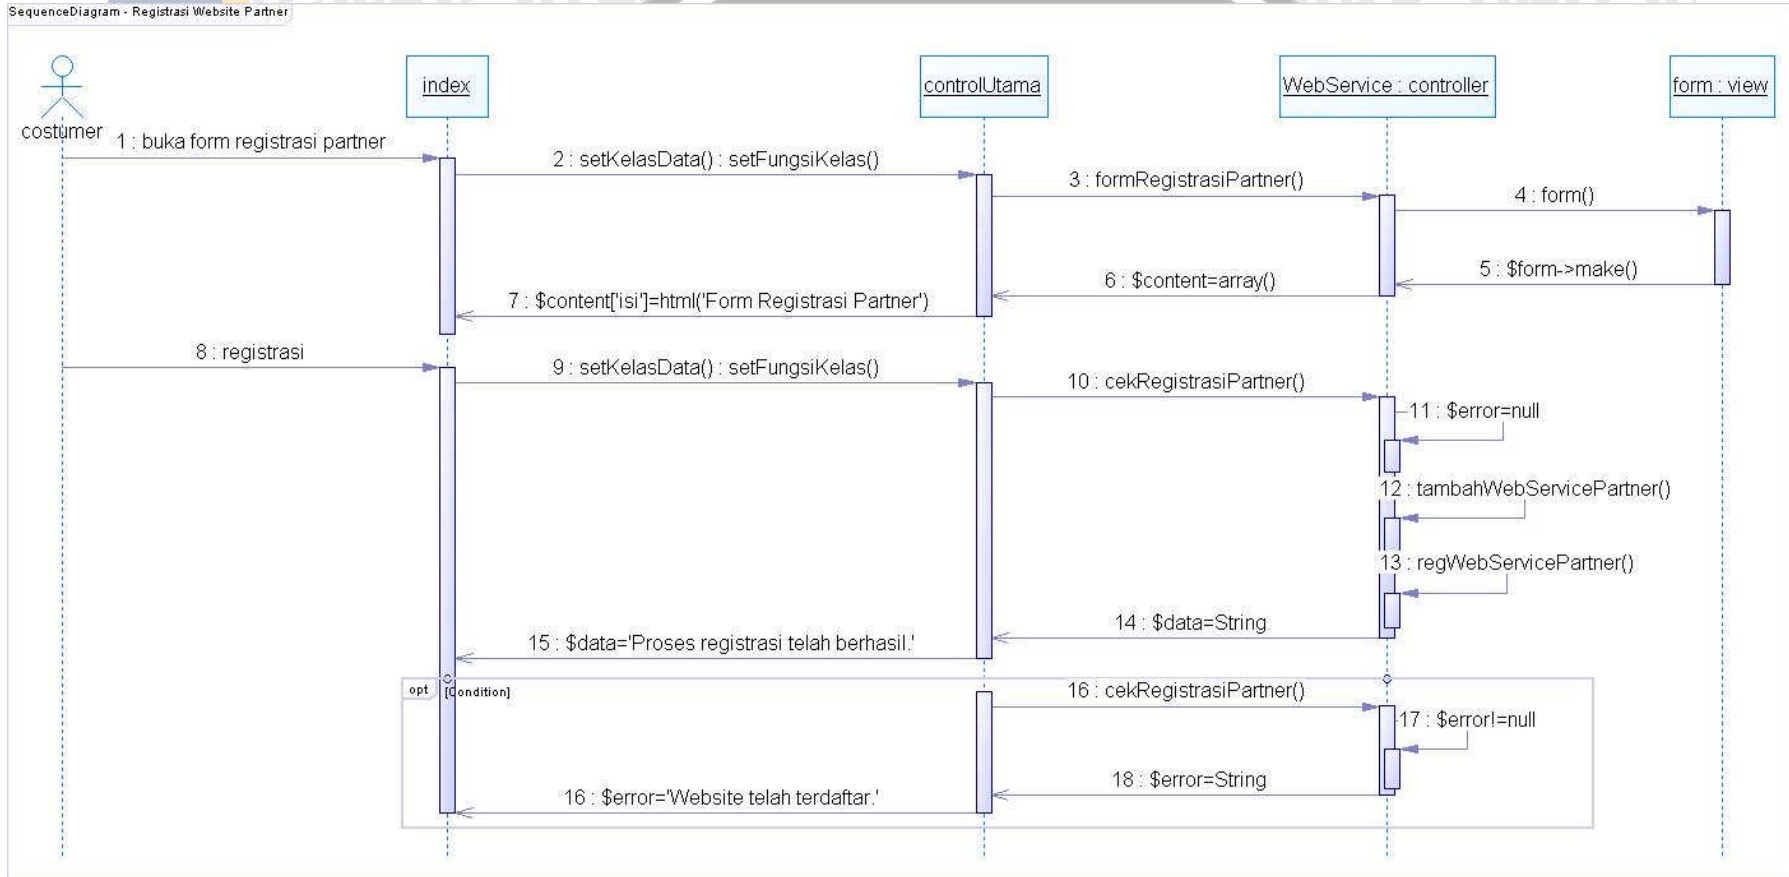 SequenceDiagram - Registrasi Website Partner
costumer
index
controlUtama
WebService : controller
form : view
1 : buka form registrasi partner
2 : setKelasData() : setFungsiKelas()
3 : formRegistrasiPartner()
4 : form()
5 : $form->make()
6 : $content=array()
7 : $content['isi']=html('Form Registrasi Partner')
8 : registrasi
9 : setKelasData() : setFungsiKelas()
10 : cekRegistrasiPartner()
11 : $error=null
12 : tambahWebServicePartner()
13 : regWebServicePartner()
14 : $data=String
15 : $data='Proses registrasi telah berhasil.'
opt [Condition]
16 : cekRegistrasiPartner()
17 : $error!=null
18 : $error=String
16 : $error='Website telah terdaftar.'